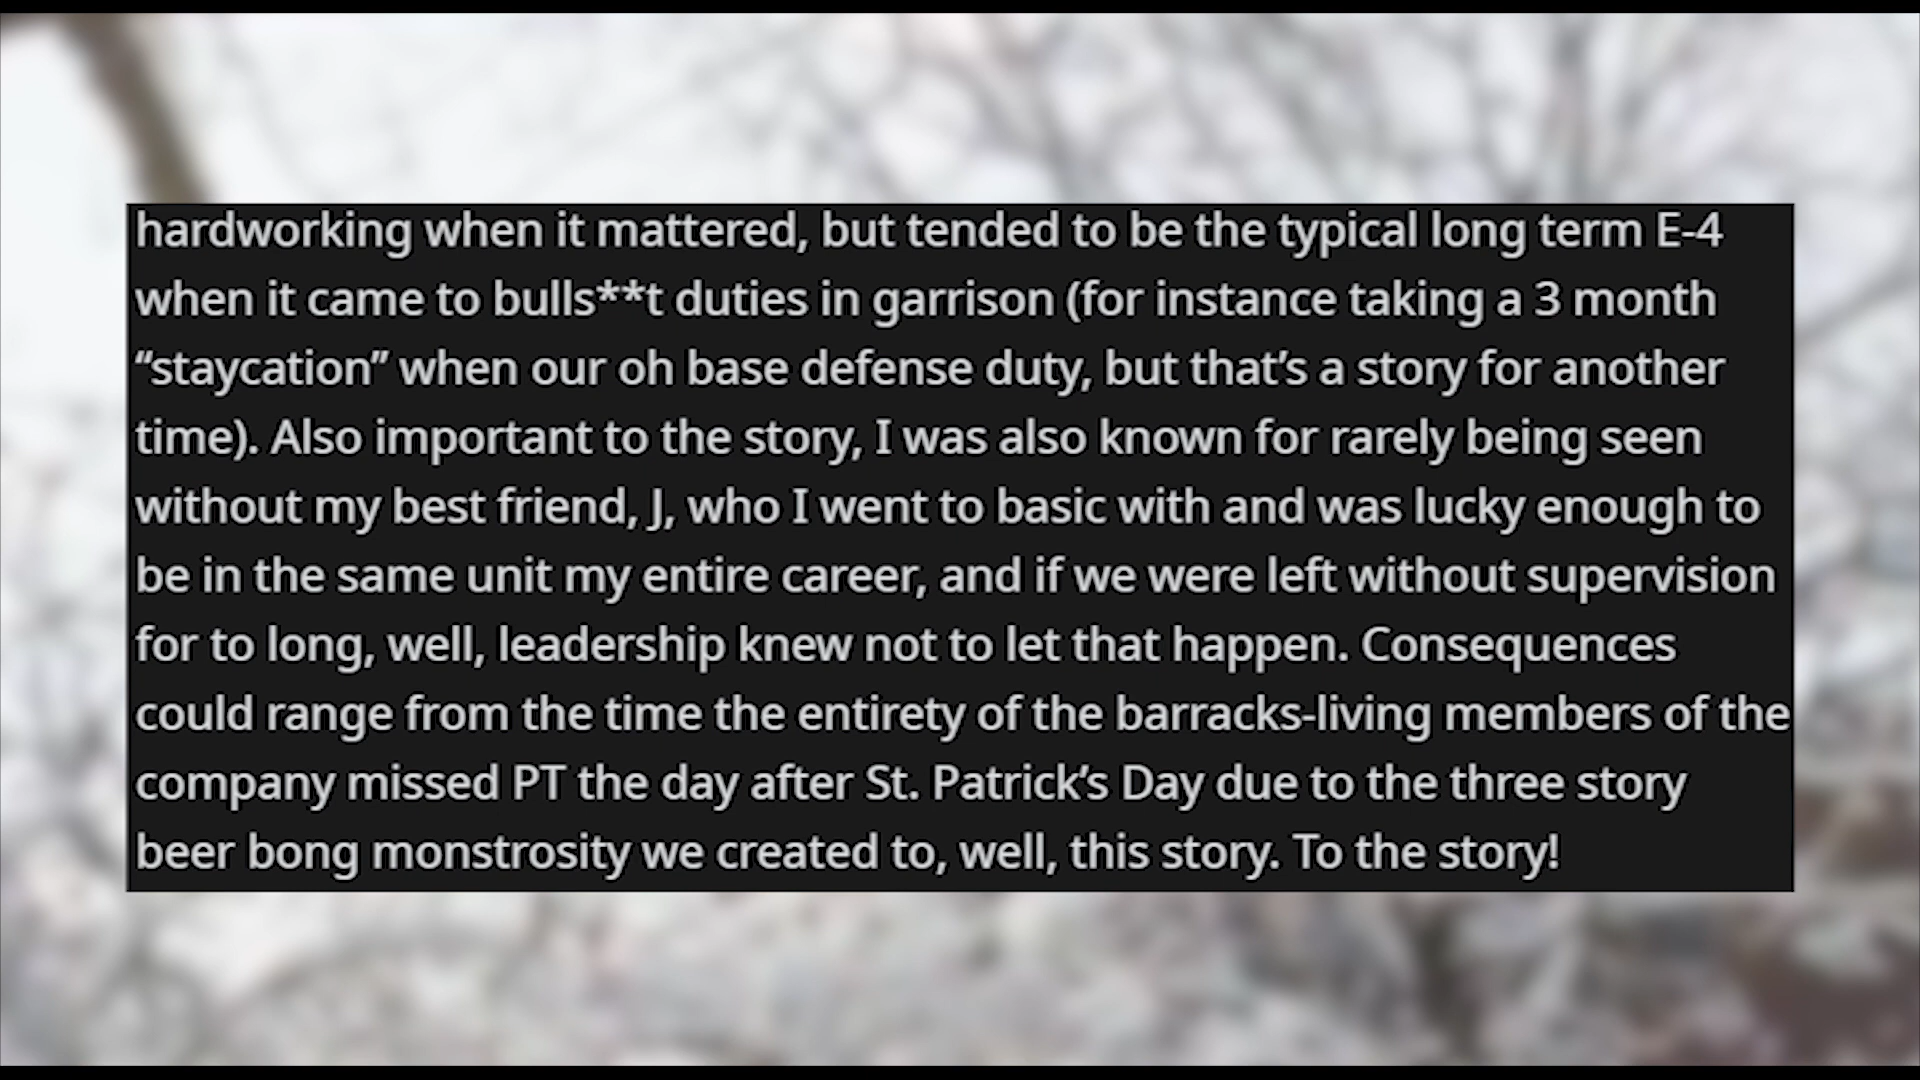 hardworking when it mattered, but tended to be the typical long term E-4
when it came to bulls**t duties in garrison (for instance taking a 3 month
“staycation” when our oh base defense duty, but that’s a story for another
time). Also important to the story, I was also known for rarely being seen
without my best friend, J, who I went to basic with and was lucky enough to
be in the same unit my entire career, and if we were left without supervision
for to long, well, leadership knew not to let that happen. Consequences
could range from the time the entirety of the barracks-living members of the
company missed PT the day after St. Patrick’s Day due to the three story
beer bong monstrosity we created to, well, this story. To the story!